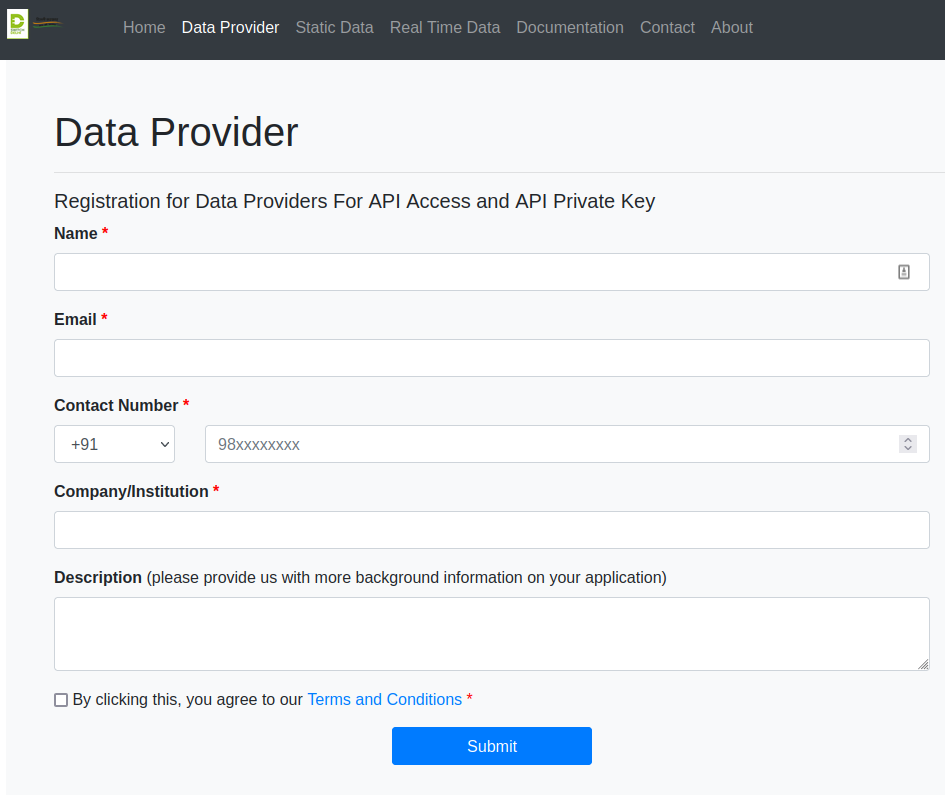 Home Data Provider Static Data Real Time Data Documentation Contact About
Data Provider
Registration for Data Providers For API Access and API Private Key
Name *
Email *
Contact Number *
+91 98xxxxxxxx
Company/Institution *
Description (please provide us with more background information on your application)
By clicking this, you agree to our Terms and Conditions *
Submit